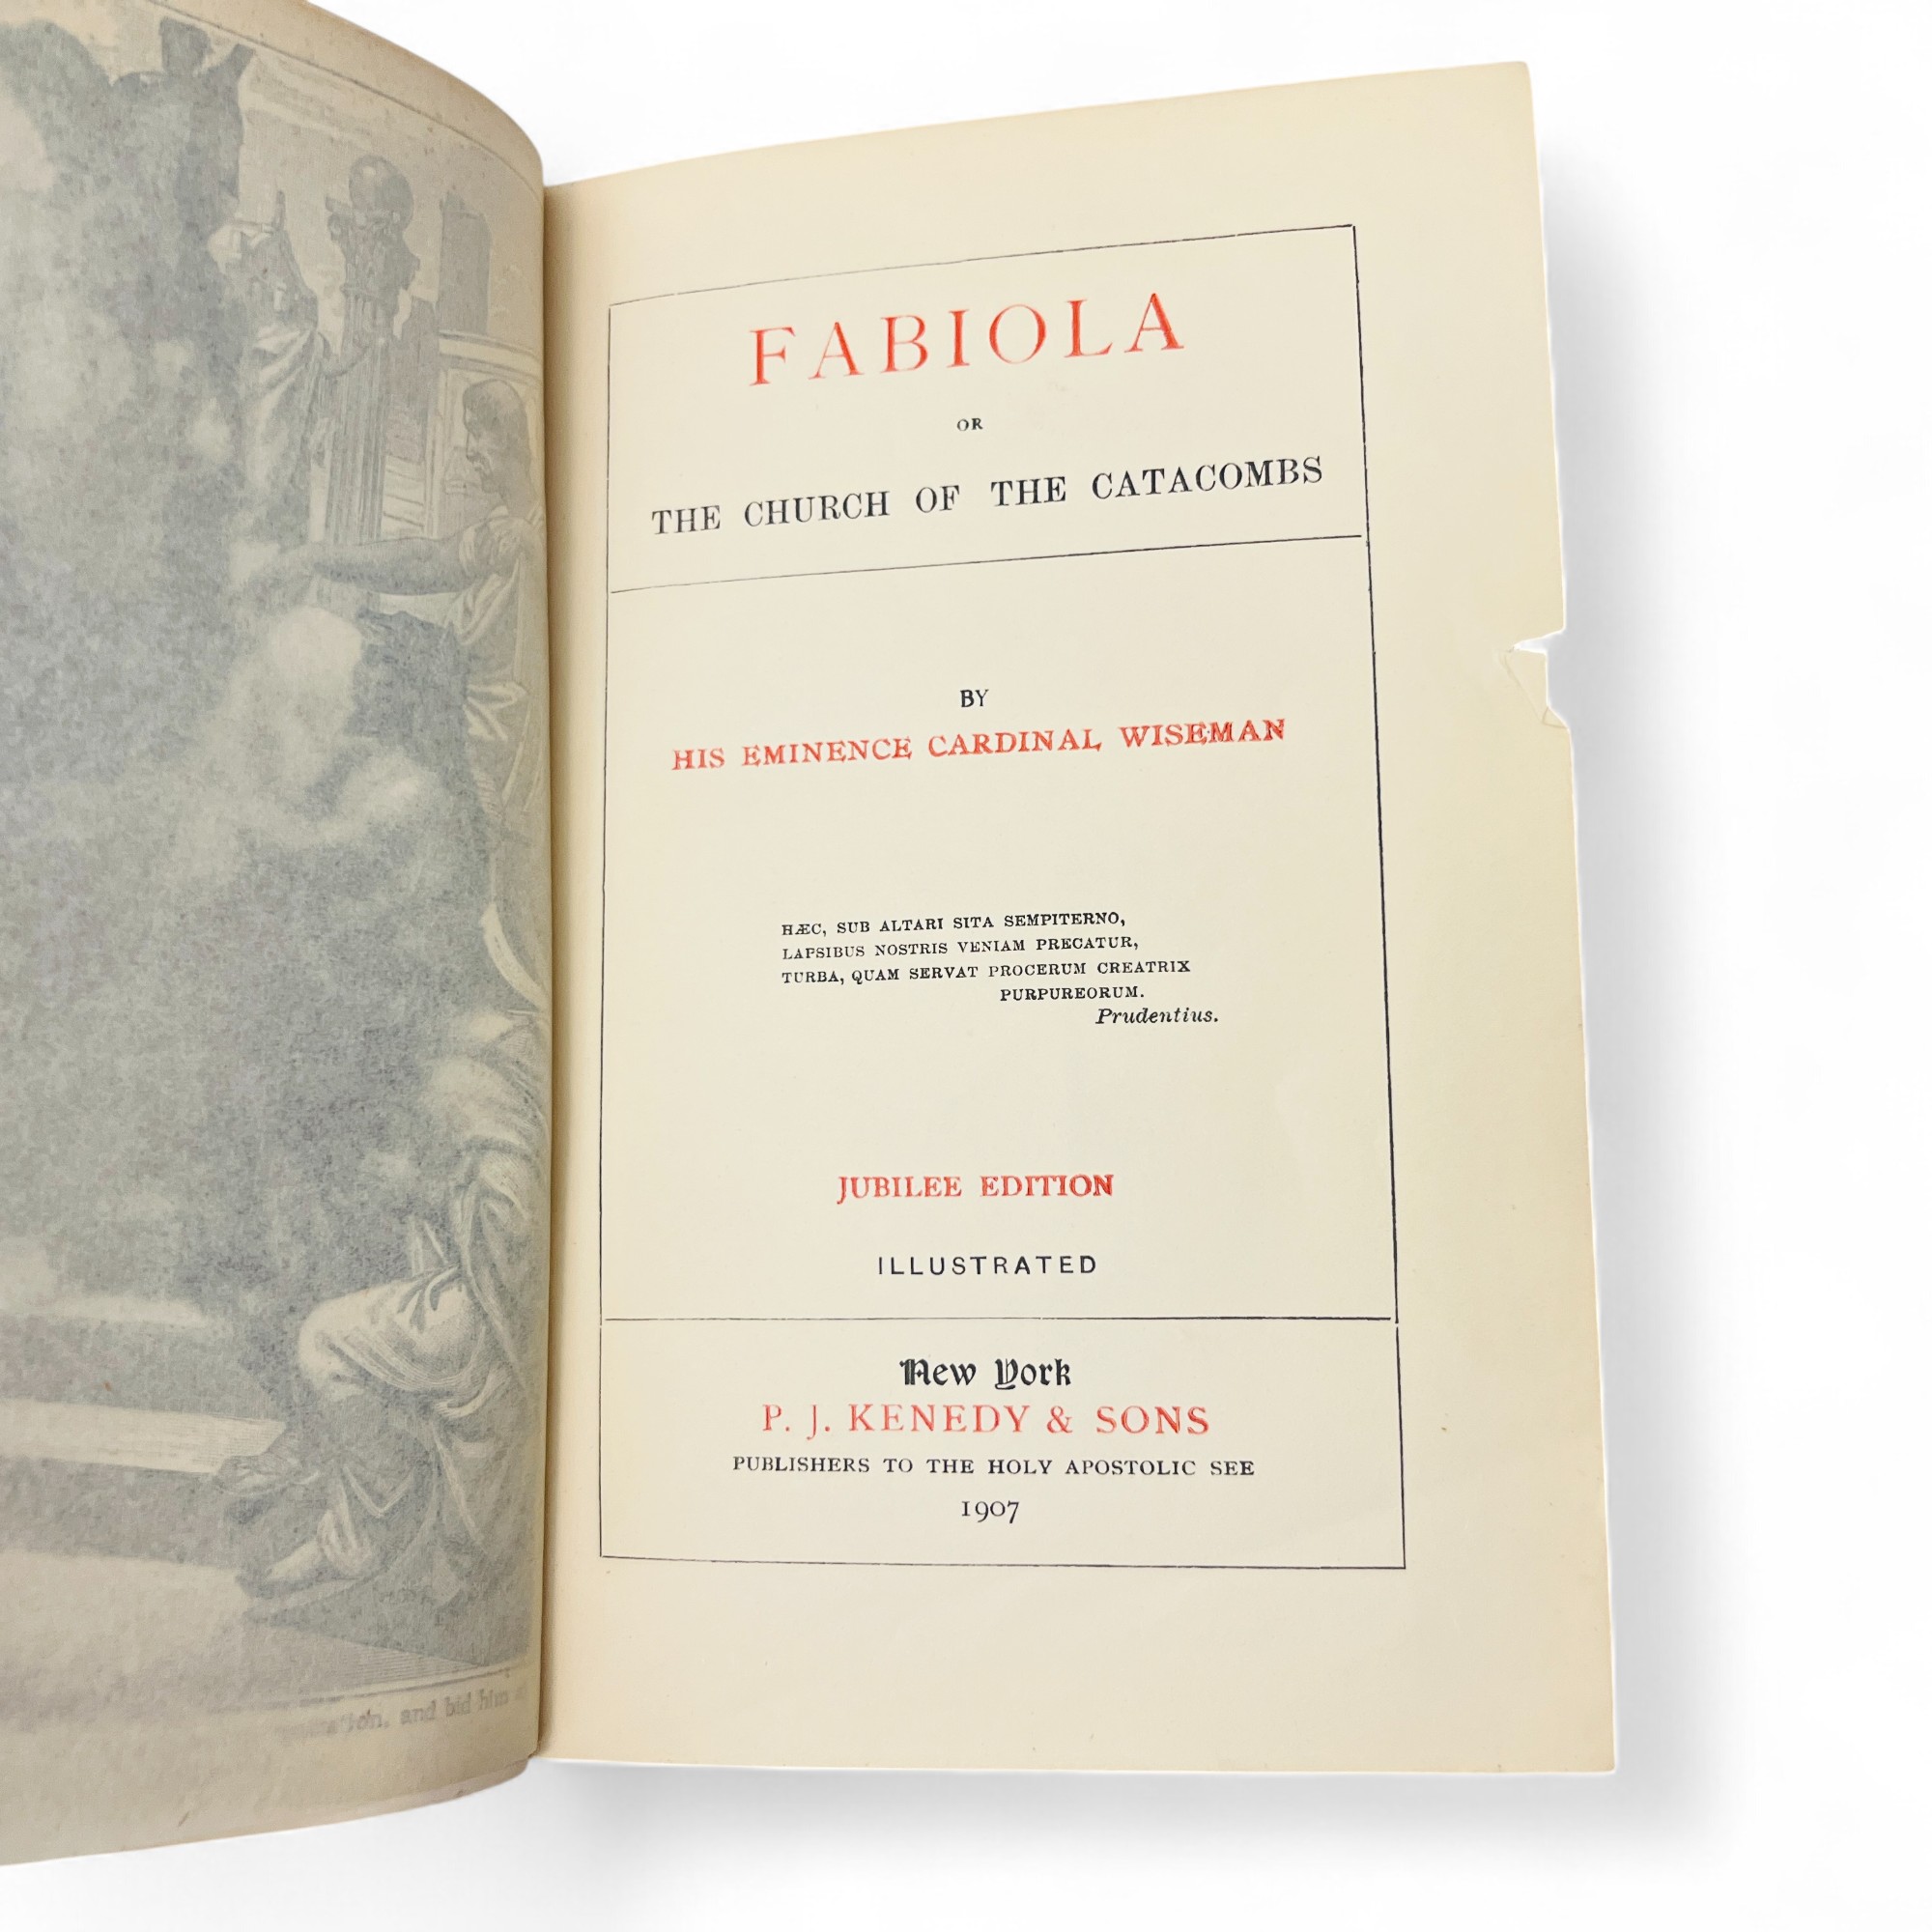 and bid him
FABIOLA
OR
THE CHURCH OF THE CATACOMBS
BY
HIS EMINENCE CARDINAL WISEMAN
HÆC, SUB ALTARI SITA SEMPITERNO,
LAPSIBUS NOSTRIS VENIAM PRECATUR,
TURBA, QUAM SERVAT PROCERUM CREATRIX
PURPUREORUM.
Prudentius.
JUBILEE EDITION
ILLUSTRATED
New York
P. J. KENEDY & SONS
PUBLISHERS TO THE HOLY APOSTOLIC SEE
1907